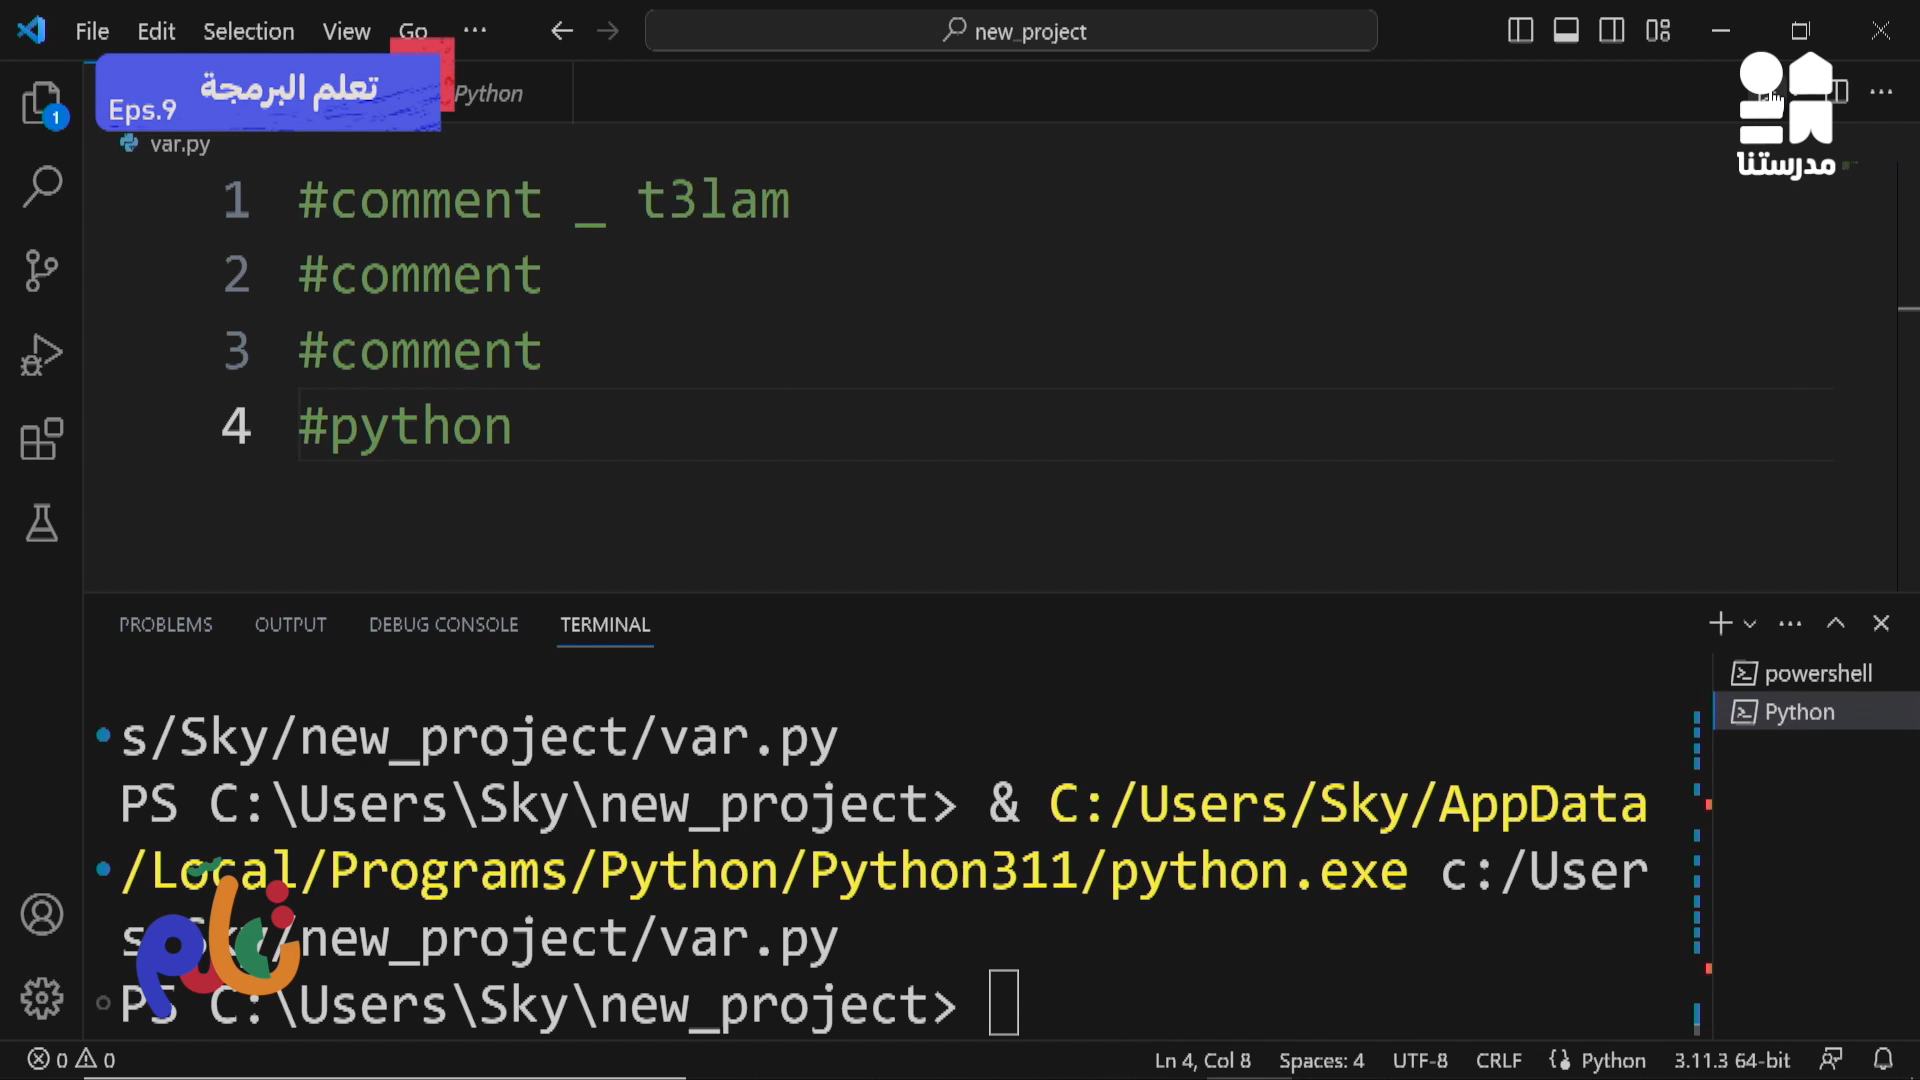 File Edit Selection View Go ···
new_project
تعلم البرمجة
Eps.9
Python
مدرستنا
1
var.py
1 #comment _ t3lam
2 #comment
3 #comment
4 #python
PROBLEMS OUTPUT DEBUG CONSOLE TERMINAL
powershell
Python
s/Sky/new_project/var.py
PS C:\Users\Sky\new_project> & C:/Users/Sky/AppData
/Local/Programs/Python/Python311/python.exe c:/User
s/Sky/new_project/var.py
PS C:\Users\Sky\new_project>
0 0 Ln 4, Col 8 Spaces: 4 UTF-8 CRLF Python 3.11.3 64-bit